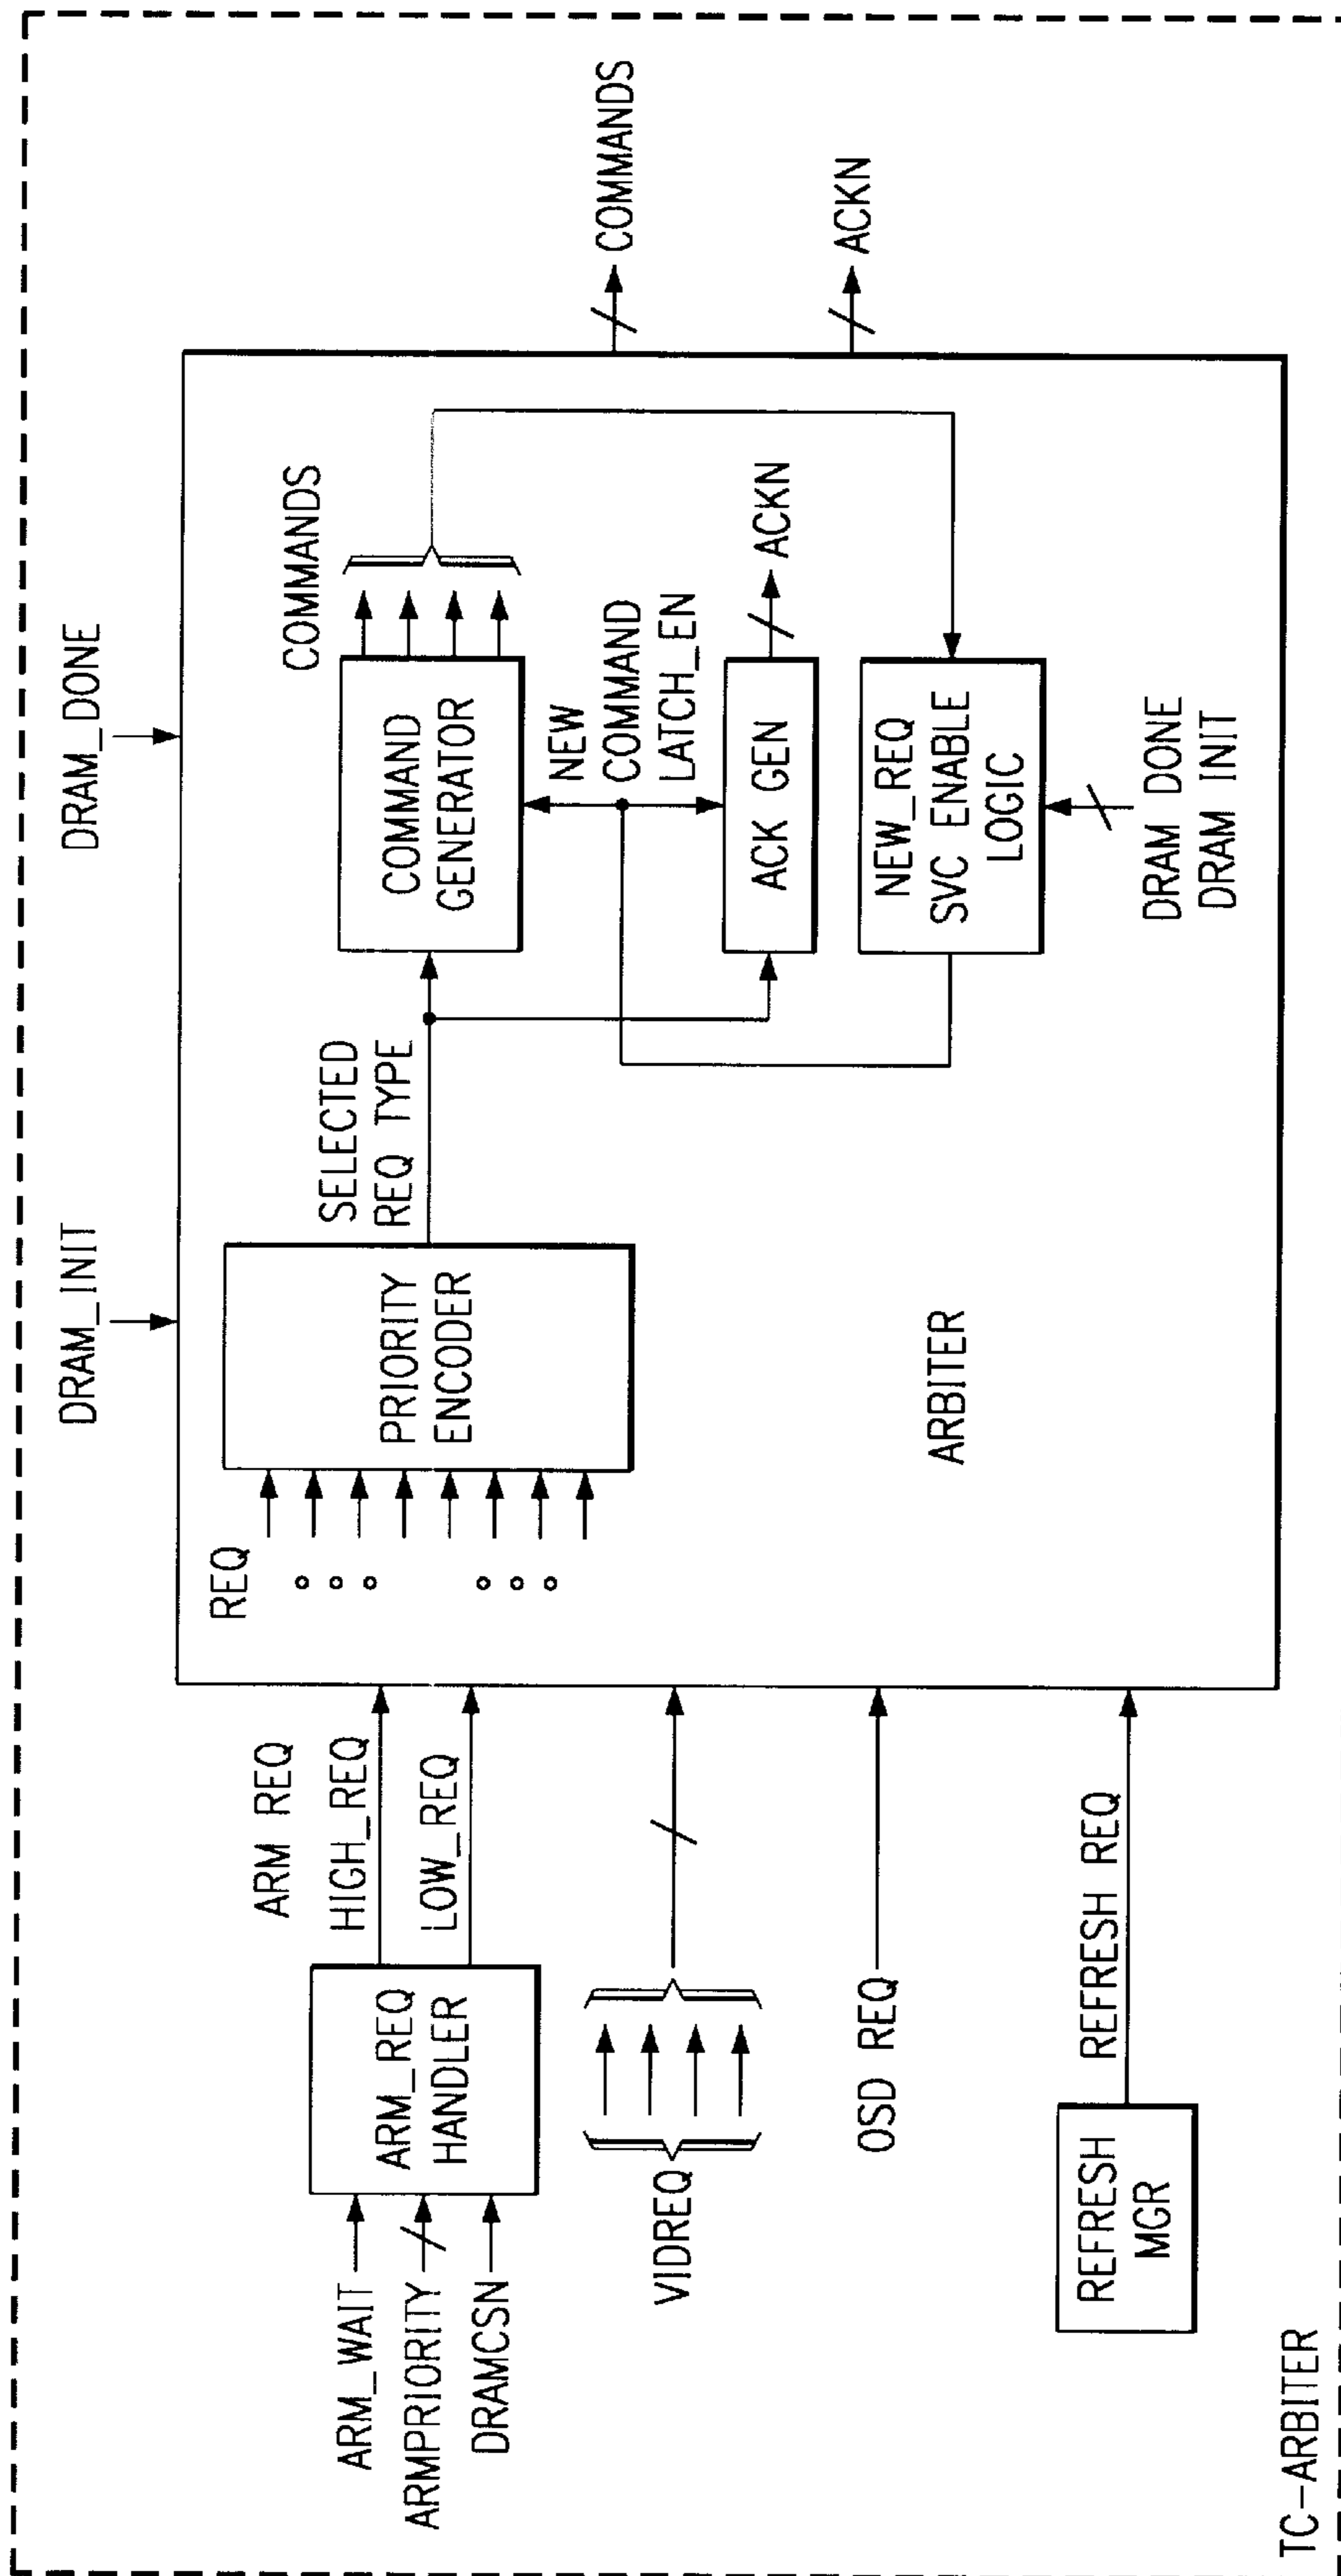 DRAM_INIT
DRAM_DONE
ARM_WAIT
ARMPRIORITY
DRAMCSN
ARM_REQ
HANDLER
ARM REQ
HIGH_REQ
LOW_REQ
VIDREQ
OSD REQ
REFRESH
MGR
REFRESH REQ
REQ
PRIORITY
ENCODER
SELECTED
REQ TYPE
COMMAND
GENERATOR
COMMANDS
NEW
COMMAND
LATCH_EN
ACK GEN
ACKN
NEW_REQ
SVC ENABLE
LOGIC
DRAM DONE
DRAM INIT
ARBITER
COMMANDS
ACKN
TC-ARBITER